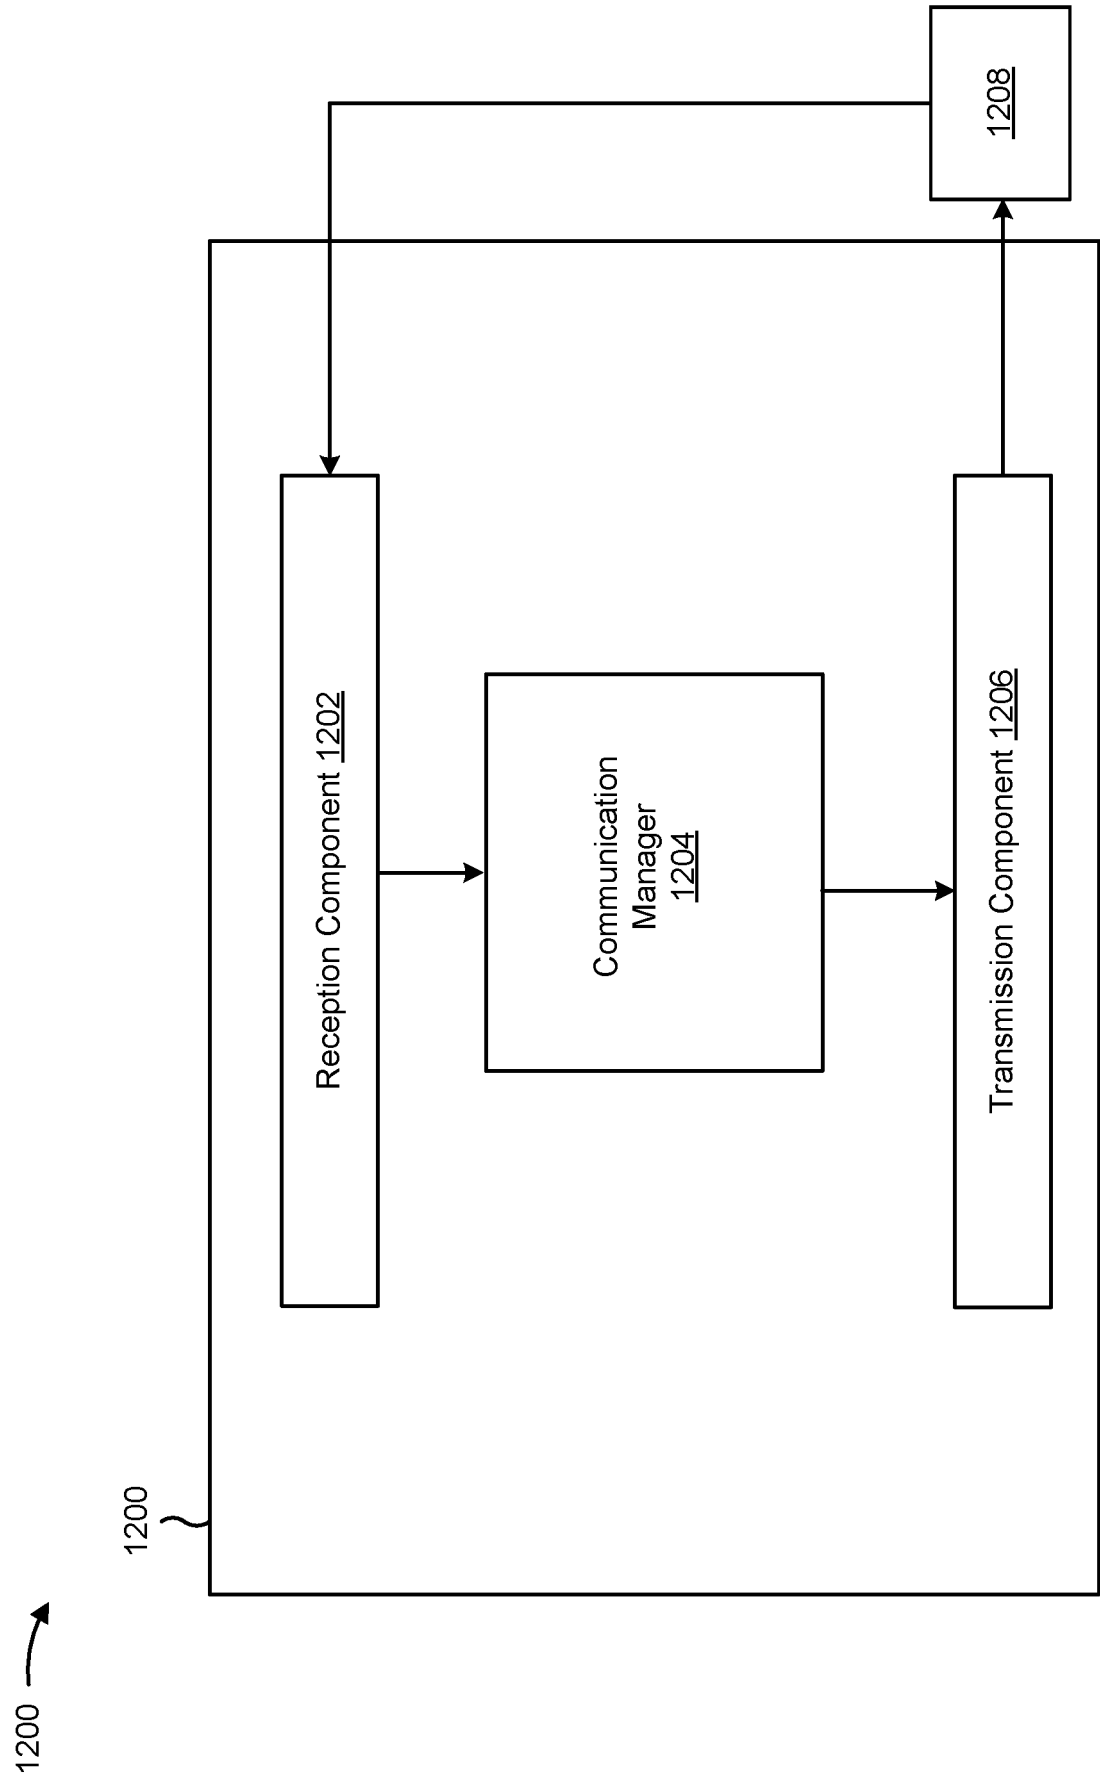 1200
1200
Reception Component 1202
Communication
Manager
1204
Transmission Component 1206
1208